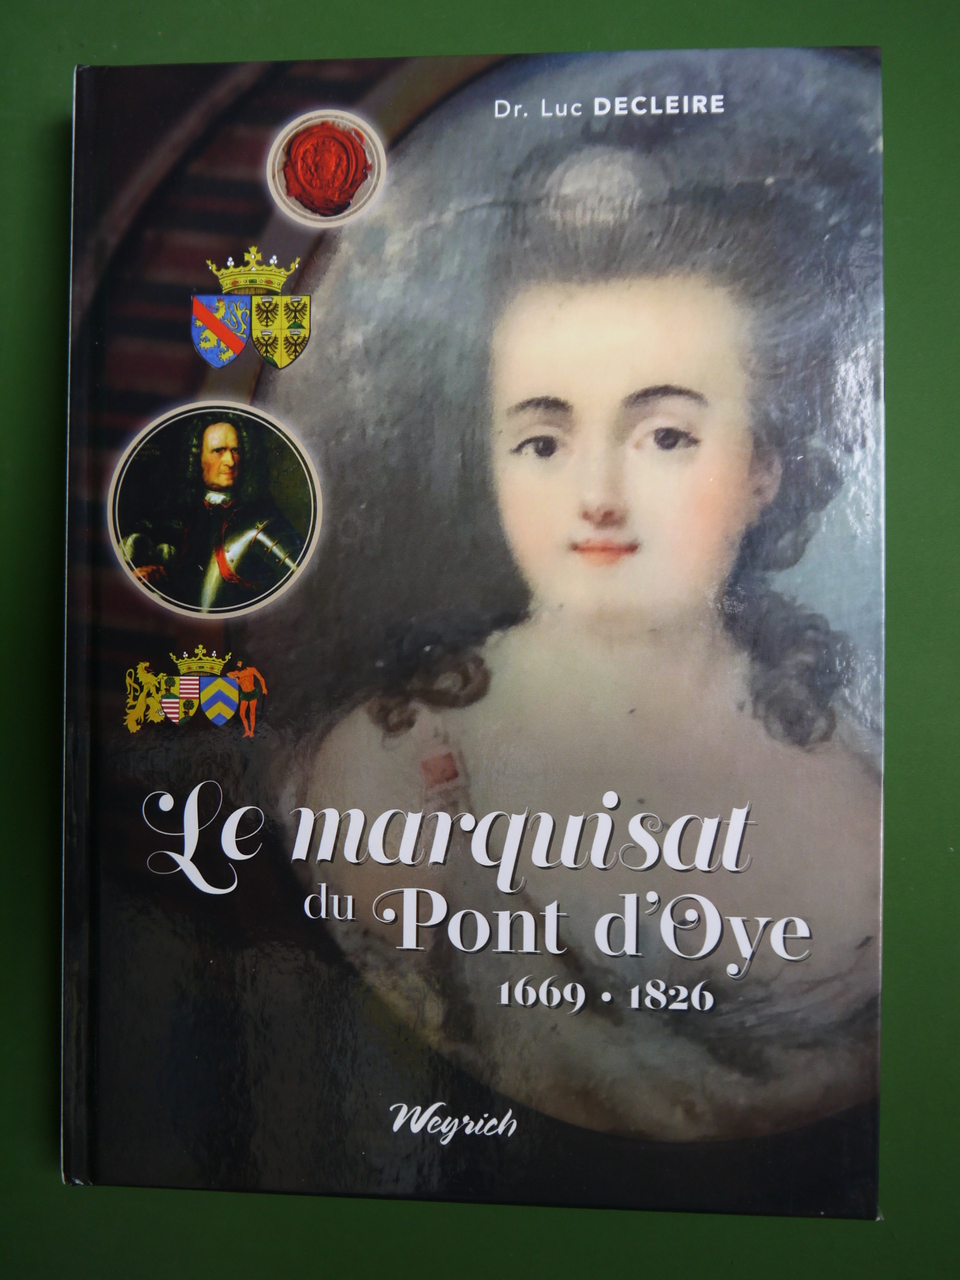 Dr. Luc DECLEIRE
Le marquisat
du Pont d'Oye
1669 • 1826
Weyrich